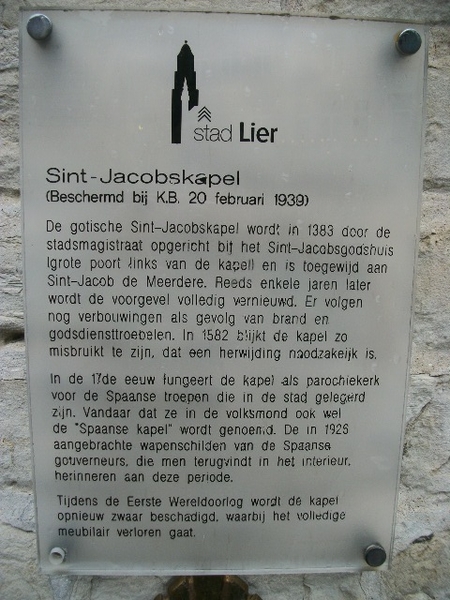 stad Lier
Sint-Jacobskapel
(Beschermd bij K.B. 20 februari 1939)
De gotische Sint-Jacobskapel wordt in 1383 door de
stadsmagistraat opgericht bij het Sint-Jacobsgodshuis
(grote poort links van de kapel) en is toegewijd aan
Sint-Jacob de Meerdere. Reeds enkele jaren later
wordt de voorgevel volledig vernieuwd. Er volgen
nog verbouwingen als gevolg van brand en
godsdiensttroebelen. In 1582 blijkt de kapel zo
misbruikt te zijn, dat een herwijding noodzakeijk is.
In de 17de eeuw fungeert de kapel als parochiekerk
voor de Spaanse troepen die in de stad gelegerd
zijn. Vandaar dat ze in de volksmond ook wel
de "Spaanse kapel" wordt genoemd. De in 1926
aangebrachte wapenschilden van de Spaanse
gouverneurs, die men terugvindt in het interieur,
herinneren aan deze periode.
Tijdens de Eerste Wereldoorlog wordt de kapel
opnieuw zwaar beschadigd, waarbij het volledige
meubilair verloren gaat.